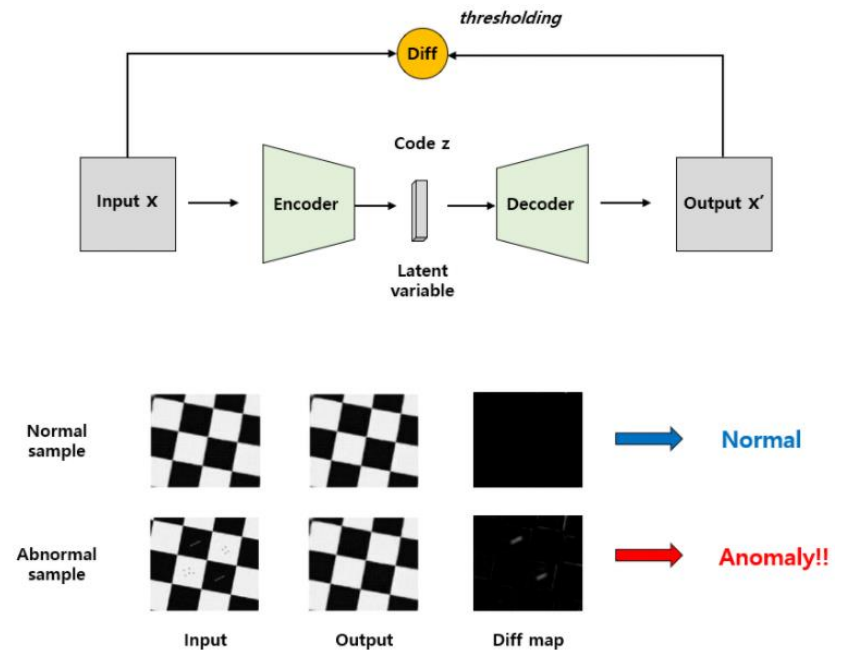 thresholding
Diff
Code z
Input X
Encoder
Decoder
Output X′
Latent
variable
Normal
sample
Normal
Abnormal
sample
Anomaly!!
Input
Output
Diff map